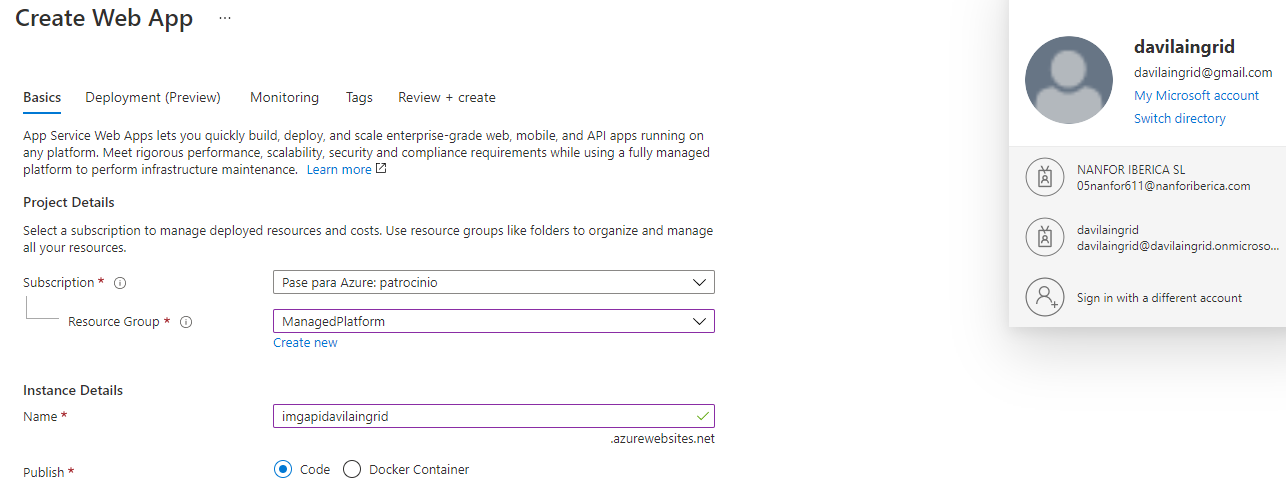 Create Web App ...
Basics Deployment (Preview) Monitoring Tags Review + create
App Service Web Apps lets you quickly build, deploy, and scale enterprise-grade web, mobile, and API apps running on
any platform. Meet rigorous performance, scalability, security and compliance requirements while using a fully managed
platform to perform infrastructure maintenance. Learn more
Project Details
Select a subscription to manage deployed resources and costs. Use resource groups like folders to organize and manage
all your resources.
Subscription *
Pase para Azure: patrocinio
Resource Group *
ManagedPlatform
Create new
Instance Details
Name *
imgapidavilaingrid
.azurewebsites.net
Publish *
Code Docker Container
davilaingrid
davilaingrid@gmail.com
My Microsoft account
Switch directory
NANFOR IBERICA SL
05nanfor611@nanforiberica.com
davilaingrid
davilaingrid@davilaingrid.onmicroso...
Sign in with a different account